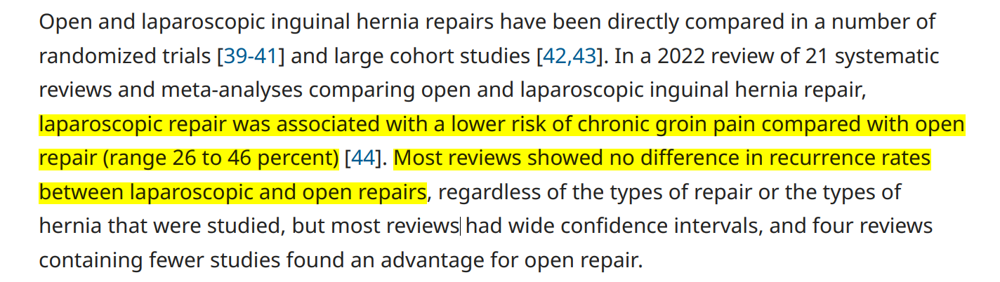 Open and laparoscopic inguinal hernia repairs have been directly compared in a number of
randomized trials [39-41] and large cohort studies [42,43]. In a 2022 review of 21 systematic
reviews and meta-analyses comparing open and laparoscopic inguinal hernia repair,
laparoscopic repair was associated with a lower risk of chronic groin pain compared with open
repair (range 26 to 46 percent) [44]. Most reviews showed no difference in recurrence rates
between laparoscopic and open repairs, regardless of the types of repair or the types of
hernia that were studied, but most reviews had wide confidence intervals, and four reviews
containing fewer studies found an advantage for open repair.